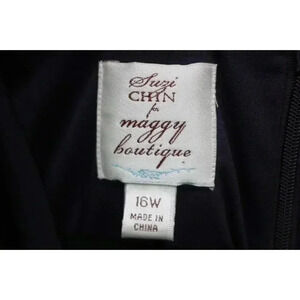 Suzi
CHIN
for
maggy
boutique
16W
MADE IN
CHINA